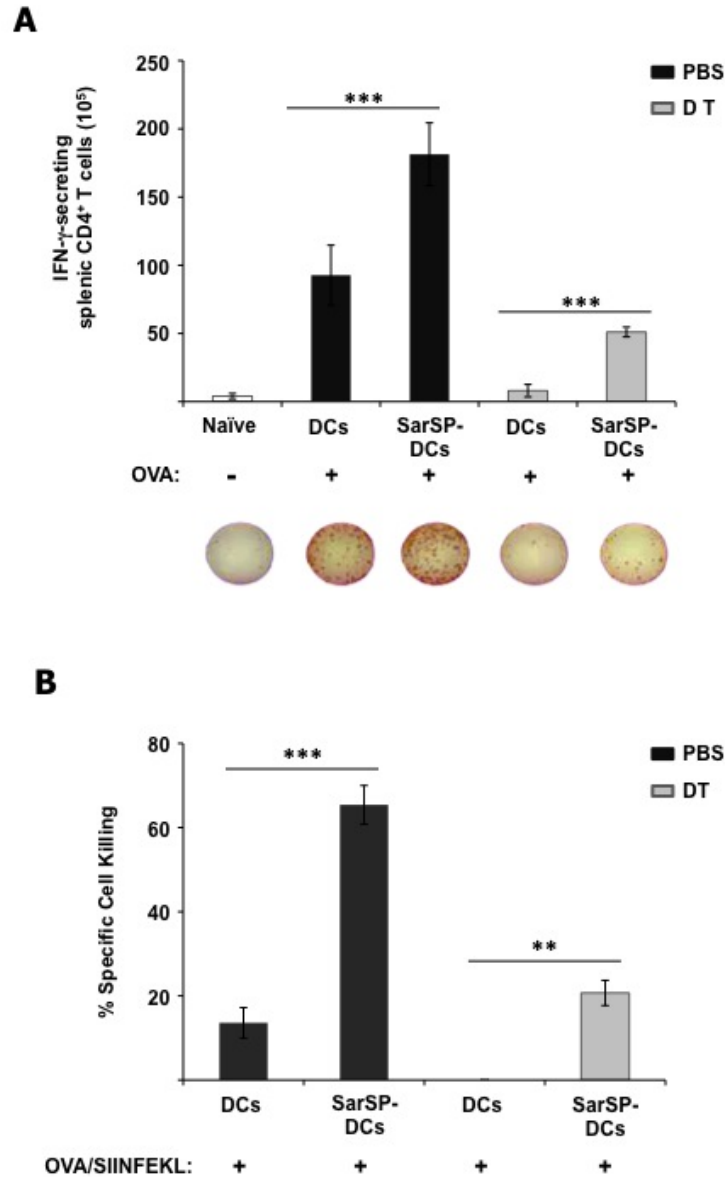 A
250
200
150
100
50
IFN-γ-secreting
splenic CD4⁺ T cells (10⁵)
***
***
PBS
D T
Naïve DCs SarSP- DCs SarSP-
DCs DCs
OVA: - + + + +
B
80
60
40
20
% Specific Cell Killing
***
**
PBS
DT
DCs SarSP- DCs SarSP-
DCs DCs
OVA/SIINFEKL: + + + +